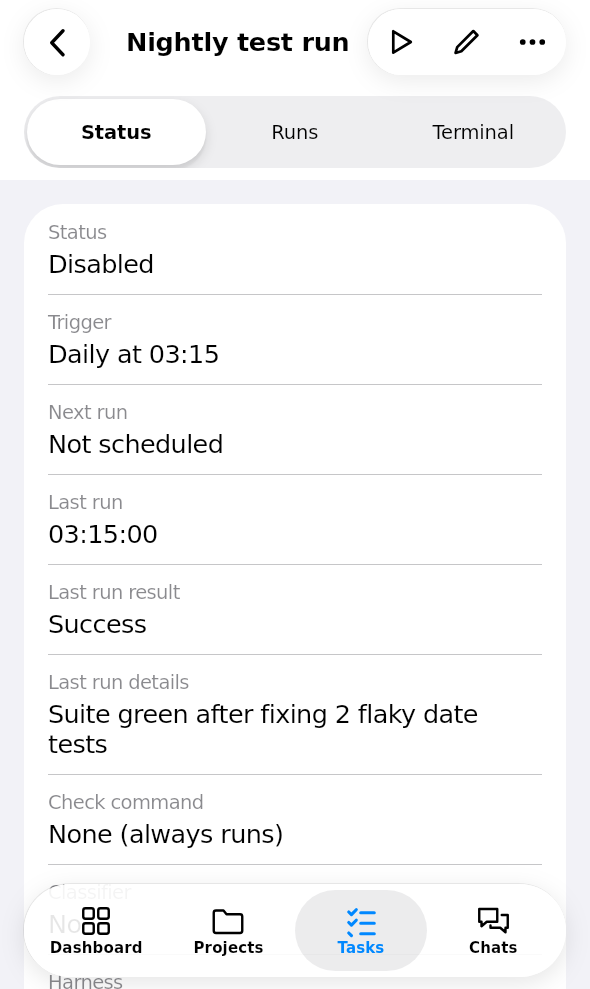 Nightly test run
Status
Runs
Terminal
Status
Disabled
Trigger
Daily at 03:15
Next run
Not scheduled
Last run
03:15:00
Last run result
Success
Last run details
Suite green after fixing 2 flaky date
tests
Check command
None (always runs)
Classifier
Dashboard
Projects
Tasks
Chats
Harness